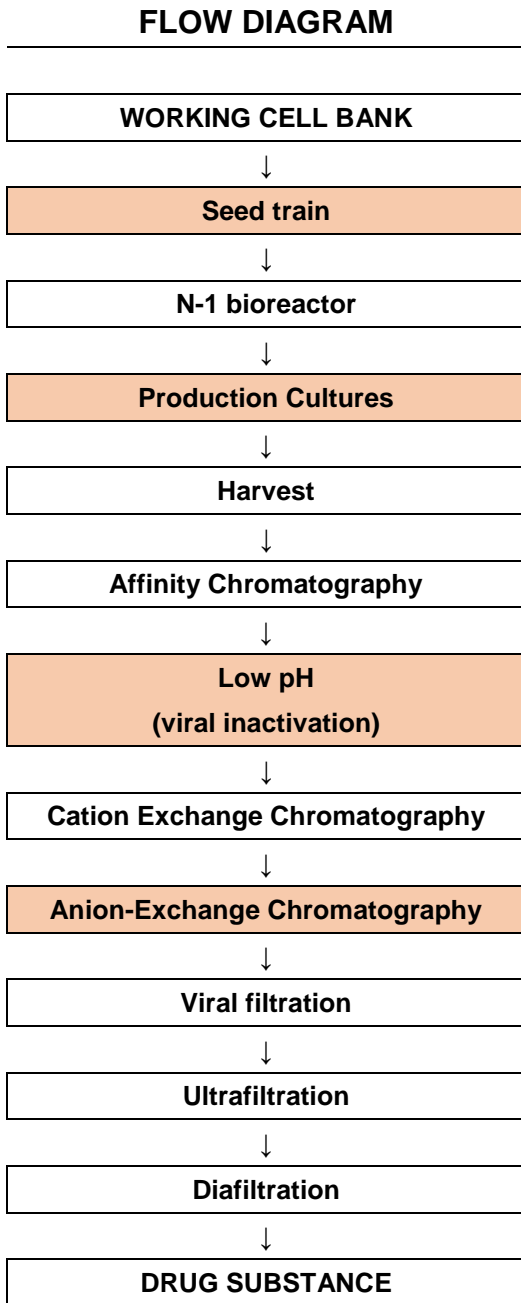 FLOW DIAGRAM
WORKING CELL BANK
↓
Seed train
↓
N-1 bioreactor
↓
Production Cultures
↓
Harvest
↓
Affinity Chromatography
↓
Low pH
(viral inactivation)
↓
Cation Exchange Chromatography
↓
Anion-Exchange Chromatography
↓
Viral filtration
↓
Ultrafiltration
↓
Diafiltration
↓
DRUG SUBSTANCE